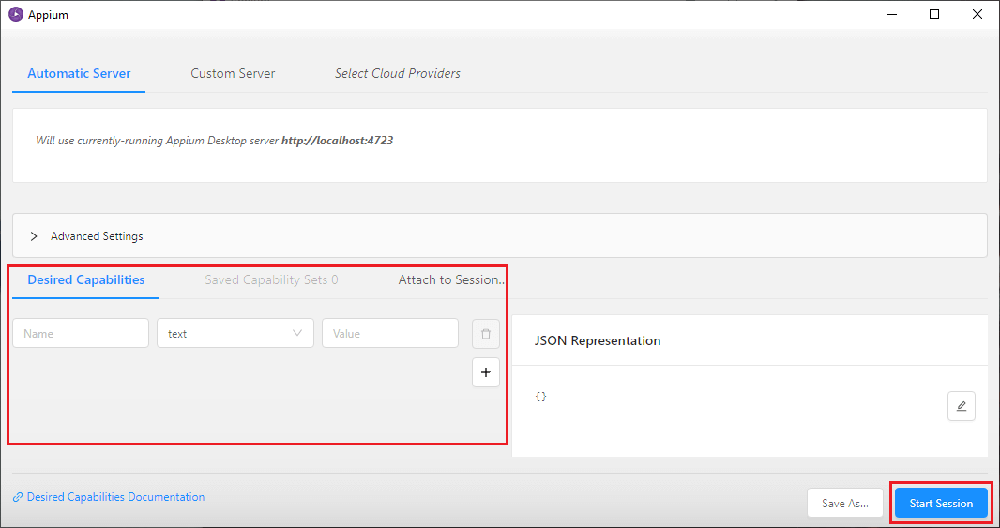 Appium
Automatic Server Custom Server Select Cloud Providers
Will use currently-running Appium Desktop server http://localhost:4723
Advanced Settings
Desired Capabilities Saved Capability Sets 0 Attach to Session...
Name text Value
JSON Representation
{}
Desired Capabilities Documentation
Save As... Start Session